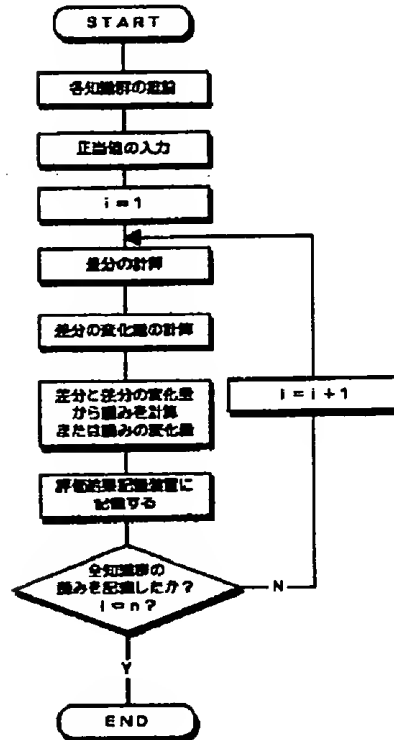 START
各知識群の推論
正当値の入力
i = 1
差分の計算
差分の変化量の計算
差分と差分の変化量
から重みを計算
または重みの変化量
i = i + 1
評価結果記憶装置に
記憶する
全知識群の
重みを記憶したか?
i = n ?
N
Y
END